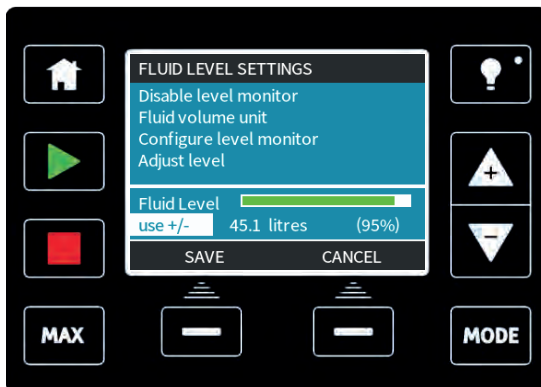 FLUID LEVEL SETTINGS
Disable level monitor
Fluid volume unit
Configure level monitor
Adjust level
Fluid Level
use +/- 45.1 litres (95%)
SAVE CANCEL
+
-
MAX
MODE